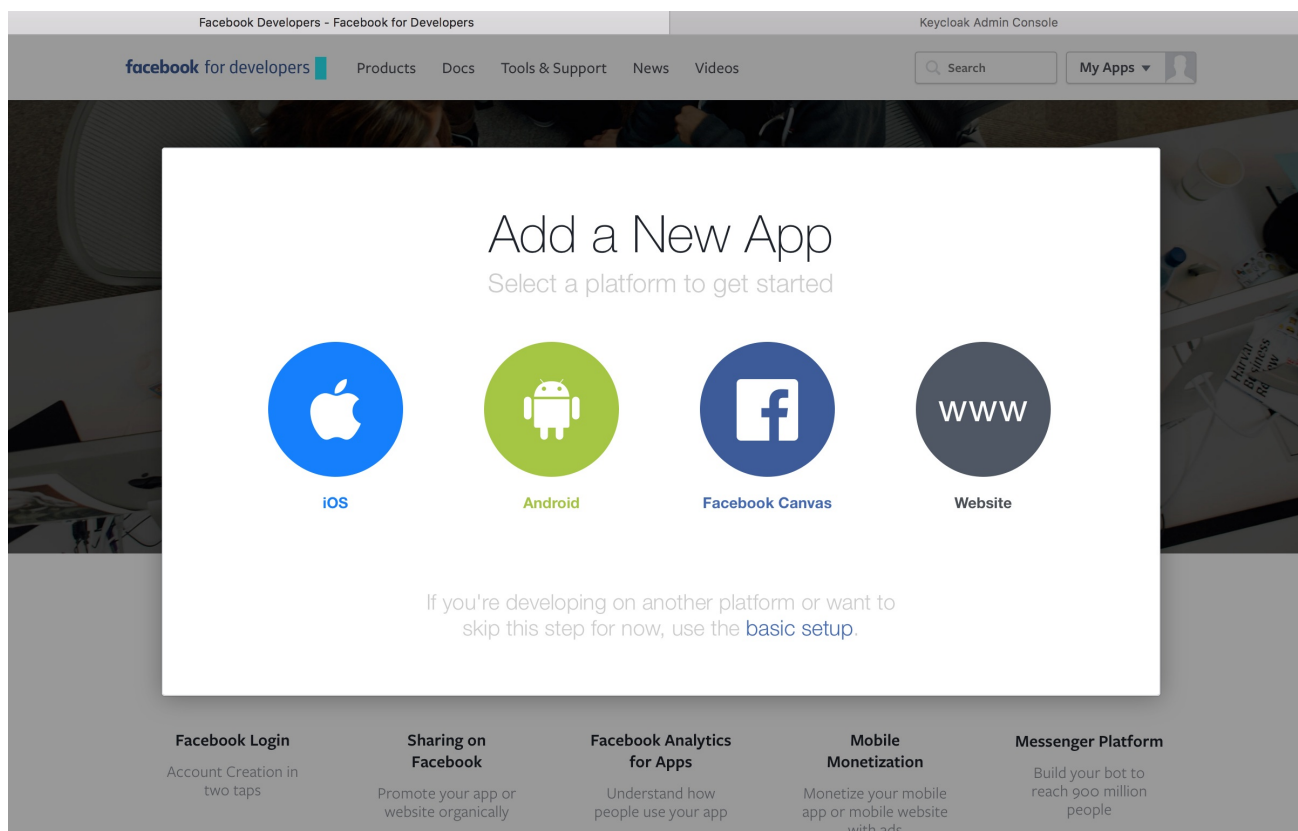 Facebook Developers - Facebook for Developers
Keycloak Admin Console
facebook for developers
Products
Docs
Tools & Support
News
Videos
Search
My Apps
Add a New App
Select a platform to get started
www
iOS
Android
Facebook Canvas
Website
If you're developing on another platform or want to
skip this step for now, use the basic setup.
Harvar
Business
Facebook Login
Account Creation in
two taps
Sharing on
Facebook
Promote your app or
website organically
Facebook Analytics
for Apps
Understand how
people use your app
Mobile
Monetization
Monetize your mobile
app or mobile website
with ads
Messenger Platform
Build your bot to
reach 900 million
people